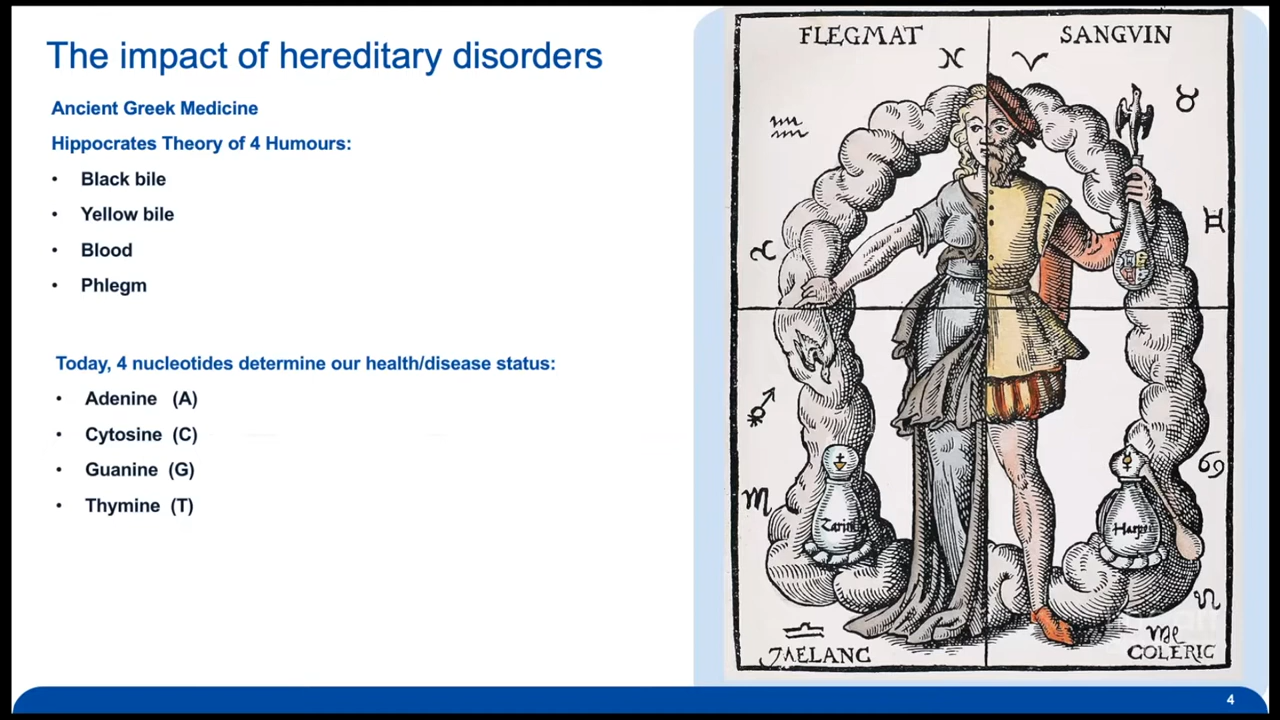 The impact of hereditary disorders
Ancient Greek Medicine
Hippocrates Theory of 4 Humours:
• Black bile
• Yellow bile
• Blood
• Phlegm
Today, 4 nucleotides determine our health/disease status:
• Adenine (A)
• Cytosine (C)
• Guanine (G)
• Thymine (T)
FLEGMAT
SANGVIN
COLERIC
4